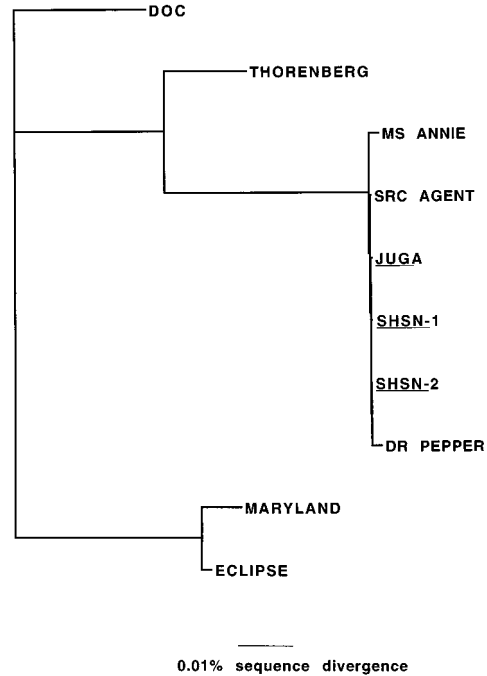 DOC
THORENBERG
MS ANNIE
SRC AGENT
JUGA
SHSN-1
SHSN-2
DR PEPPER
MARYLAND
ECLIPSE
0.01% sequence divergence